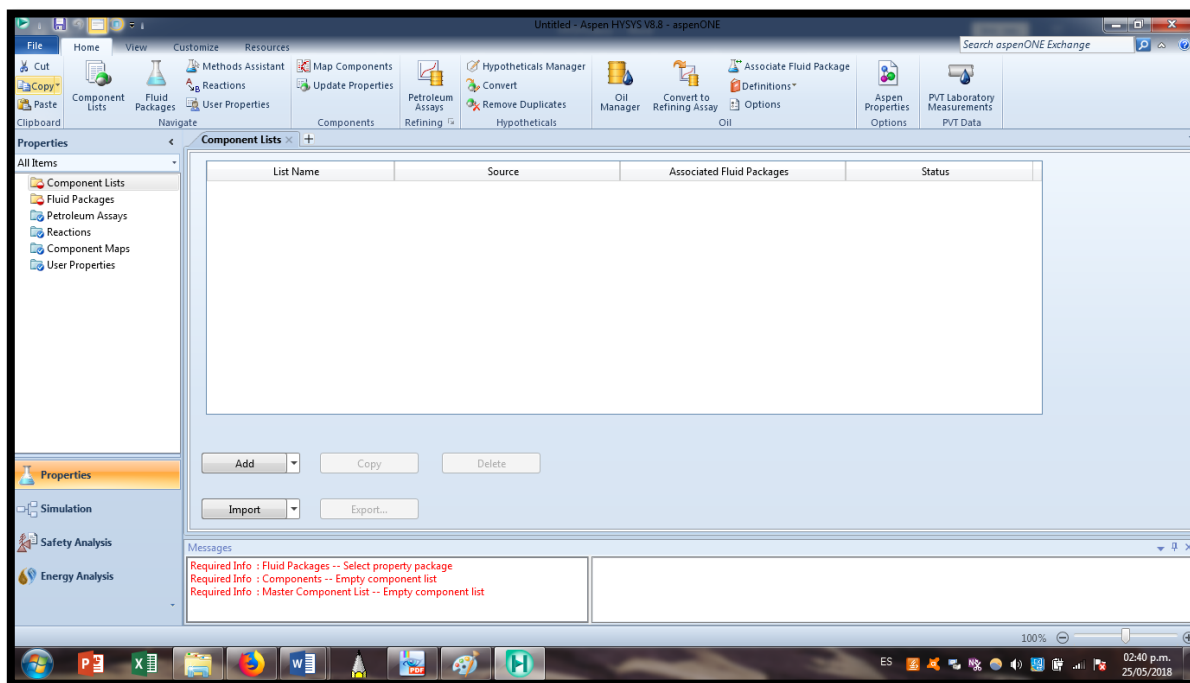 Untitled - Aspen HYSYS V8.8 - aspenONE
File Home View Customize Resources Search aspenONE Exchange
Cut
Copy
Paste
Clipboard
Component Lists
Fluid Packages
Methods Assistant
Reactions
User Properties
Navigate
Map Components
Update Properties
Components
Petroleum Assays
Refining
Hypotheticals Manager
Convert
Remove Duplicates
Hypotheticals
Oil Manager
Convert to Refining Assay
Associate Fluid Package
Definitions
Options
Oil
Aspen Properties
Options
PVT Laboratory Measurements
PVT Data
Properties
All Items
Component Lists
Fluid Packages
Petroleum Assays
Reactions
Component Maps
User Properties
Properties
Simulation
Safety Analysis
Energy Analysis
Component Lists
List Name Source Associated Fluid Packages Status
Add Copy Delete
Import Export...
Messages
Required Info : Fluid Packages -- Select property package
Required Info : Components -- Empty component list
Required Info : Master Component List -- Empty component list
100%
ES
02:40 p.m.
25/05/2018